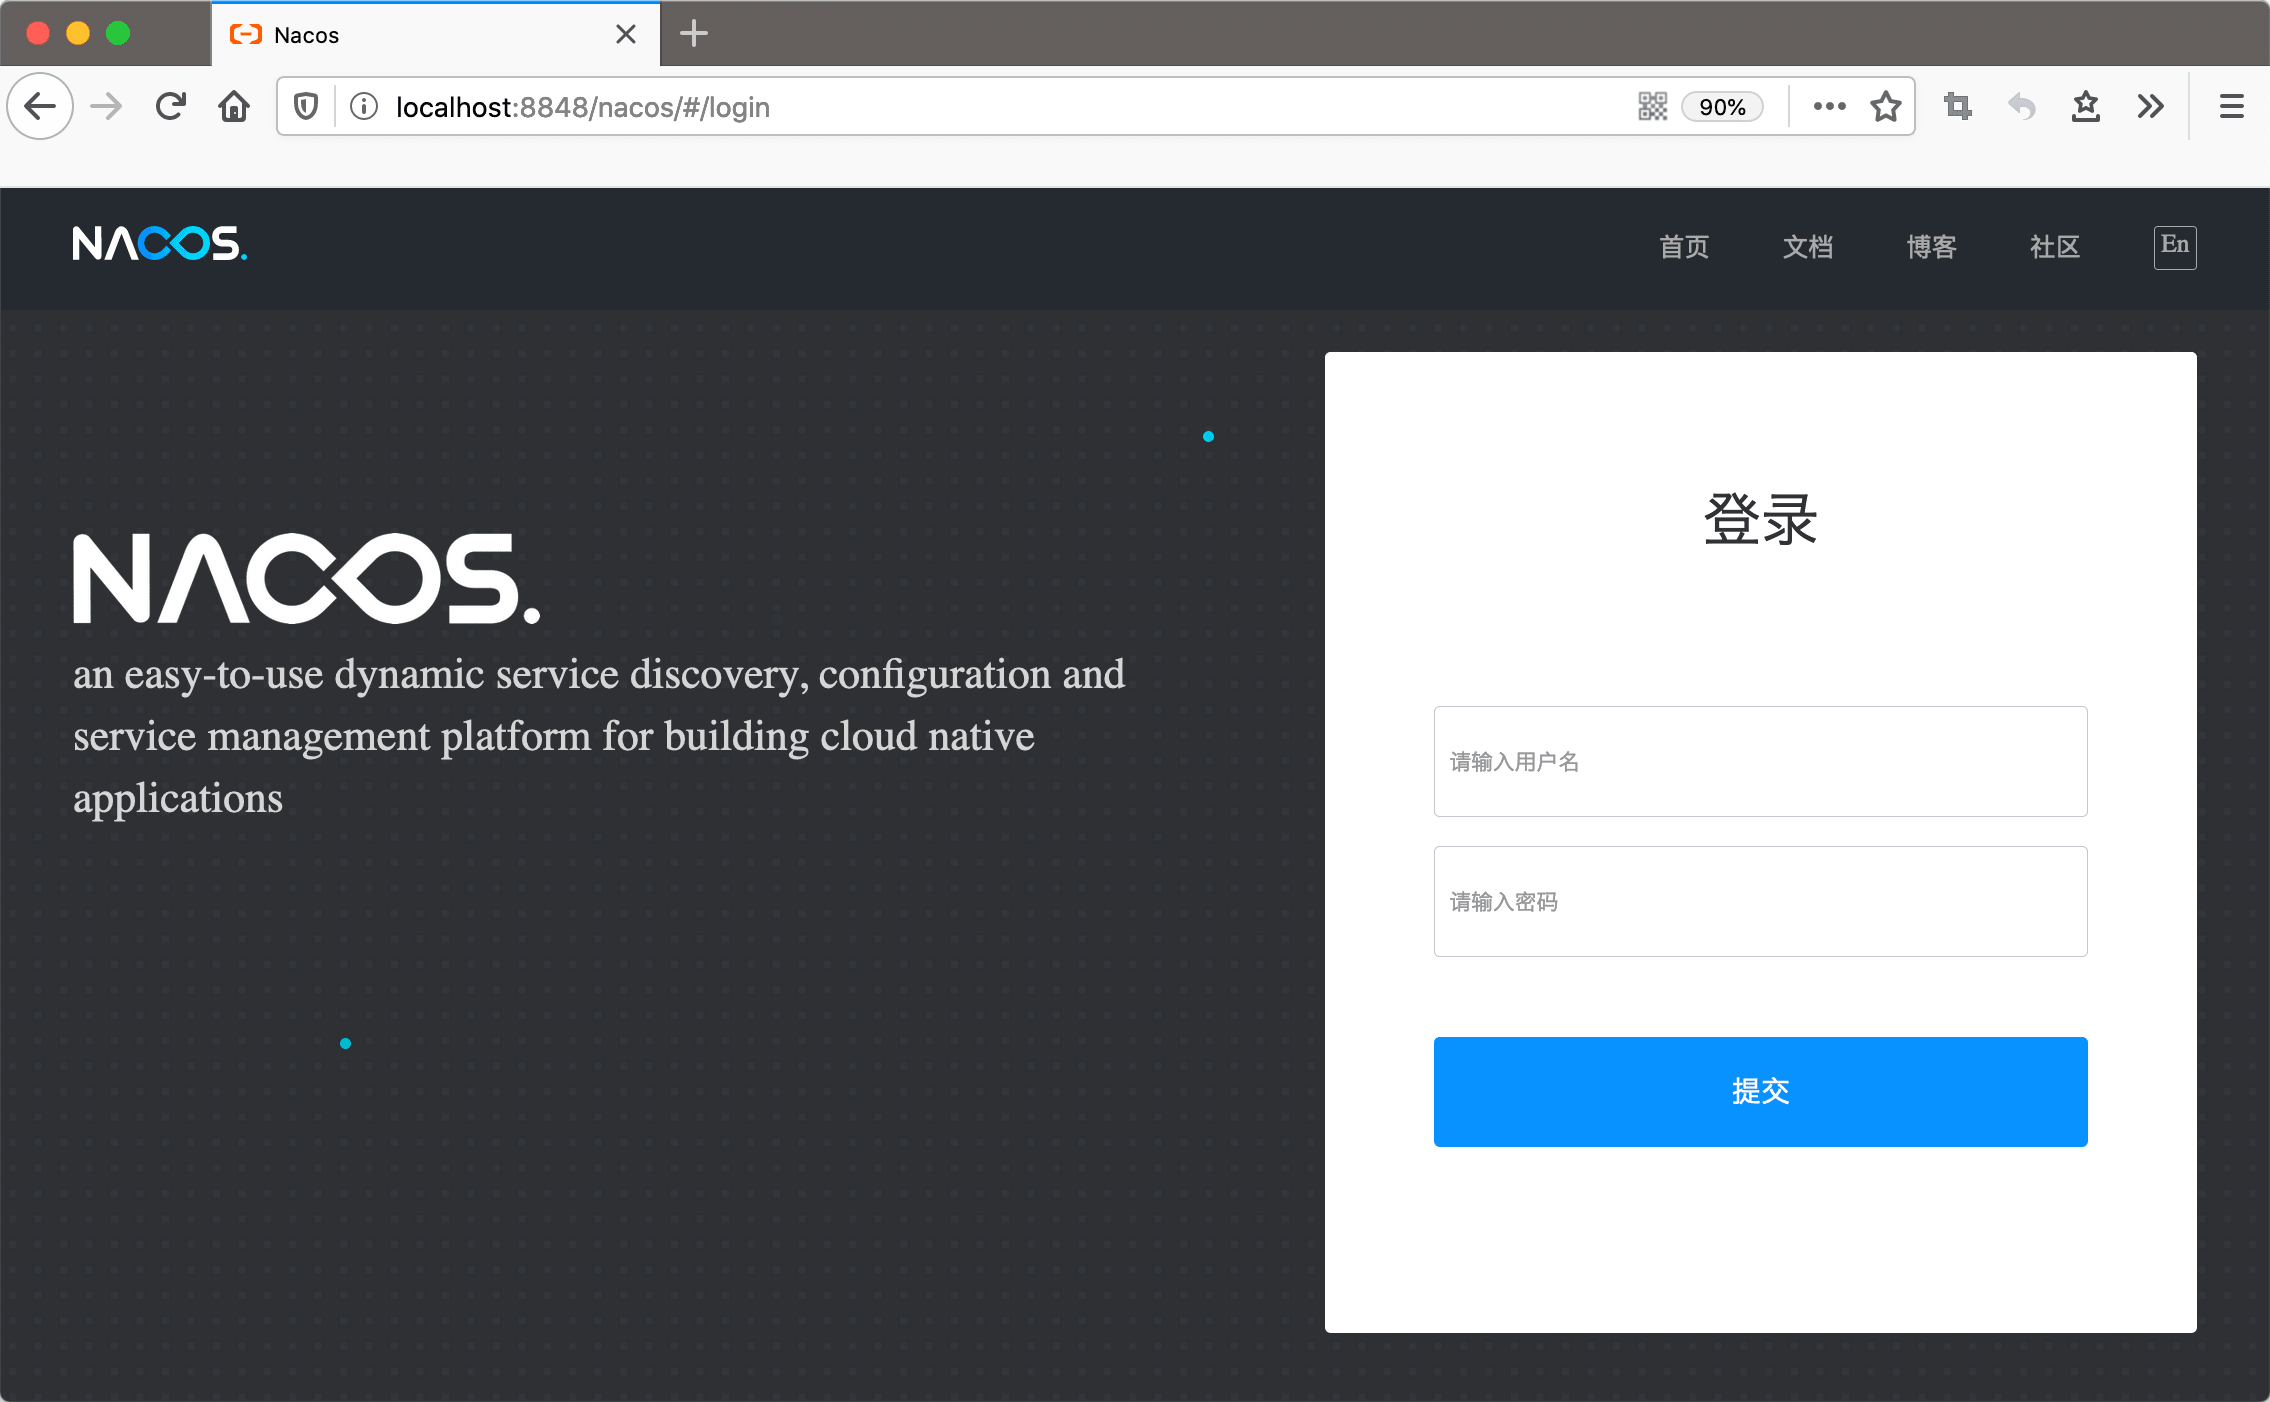 Nacos
localhost:8848/nacos/#/login
90%
NACOS.
首页 文档 博客 社区 En
NACOS.
an easy-to-use dynamic service discovery, configuration and
service management platform for building cloud native
applications
登录
请输入用户名
请输入密码
提交